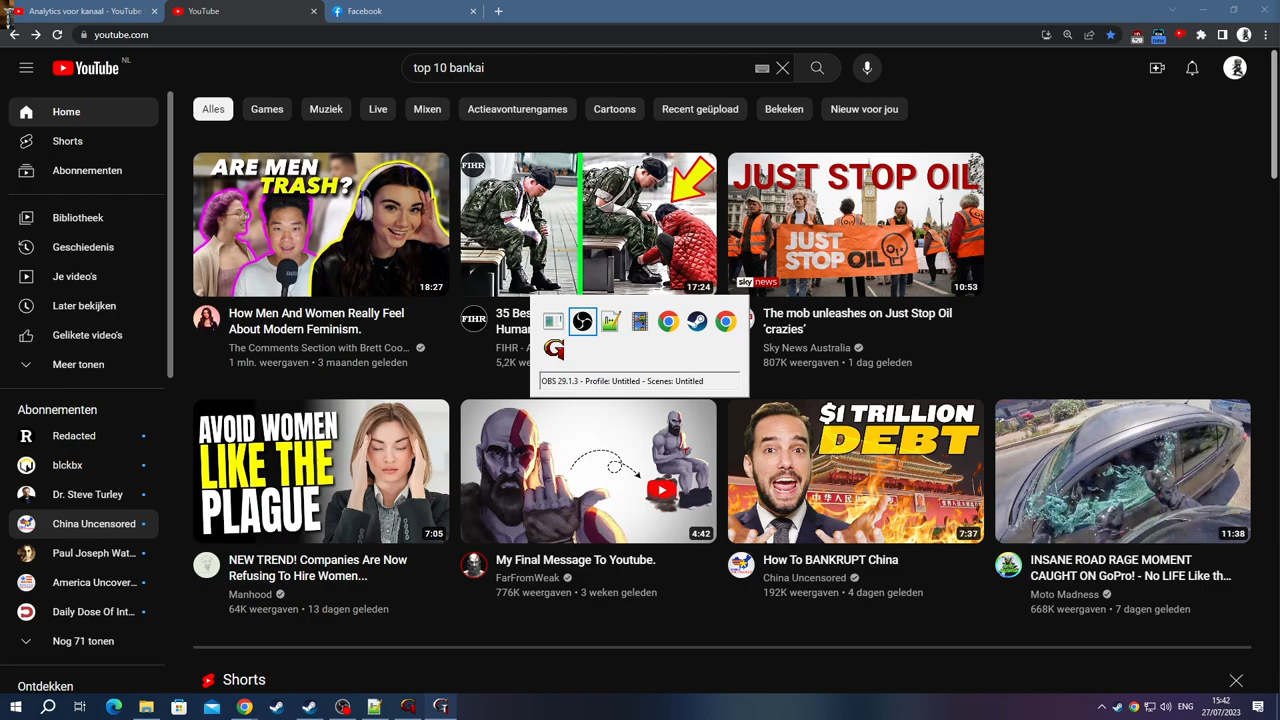 Analytics voor kanaal - YouTube
YouTube
Facebook
youtube.com
620
new
YouTube NL
top 10 bankai
Home
Shorts
Abonnementen
Bibliotheek
Geschiedenis
Je video's
Later bekijken
Gelikete video's
Meer tonen
Abonnementen
Redacted
blckbx
Dr. Steve Turley
China Uncensored
Paul Joseph Wat...
America Uncover...
Daily Dose Of Int...
Nog 71 tonen
Ontdekken
Alles
Games
Muziek
Live
Mixen
Actieavonturengames
Cartoons
Recent geüpload
Bekeken
Nieuw voor jou
ARE MEN
TRASH?
18:27
How Men And Women Really Feel
About Modern Feminism.
The Comments Section with Brett Coo...
1 mln. weergaven • 3 maanden geleden
FIHR
17:24
FIHR
35 Bes
Human
FIHR - A
5,2K wee
JUST STOP OIL
JUST
STOP OIL
sky news
10:53
The mob unleashes on Just Stop Oil
‘crazies’
Sky News Australia
807K weergaven • 1 dag geleden
OBS 29.1.3 - Profile: Untitled - Scenes: Untitled
AVOID WOMEN
LIKE THE
PLAGUE
7:05
NEW TREND! Companies Are Now
Refusing To Hire Women...
Manhood
64K weergaven • 13 dagen geleden
4:42
My Final Message To Youtube.
FarFromWeak
776K weergaven • 3 weken geleden
$1 TRILLION
DEBT
7:37
How To BANKRUPT China
China Uncensored
192K weergaven • 4 dagen geleden
11:38
INSANE ROAD RAGE MOMENT
CAUGHT ON GoPro! - No LIFE Like th...
Moto Madness
668K weergaven • 7 dagen geleden
Shorts
ENG
15:42
27/07/2023